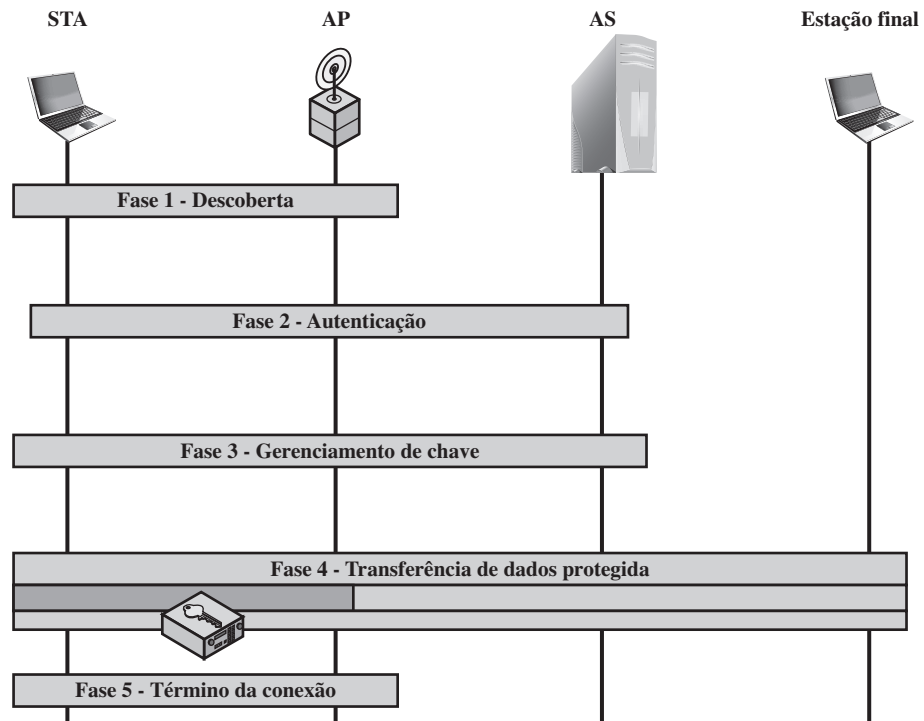 STA
AP
AS
Estação final
Fase 1 - Descoberta
Fase 2 - Autenticação
Fase 3 - Gerenciamento de chave
Fase 4 - Transferência de dados protegida
Fase 5 - Término da conexão